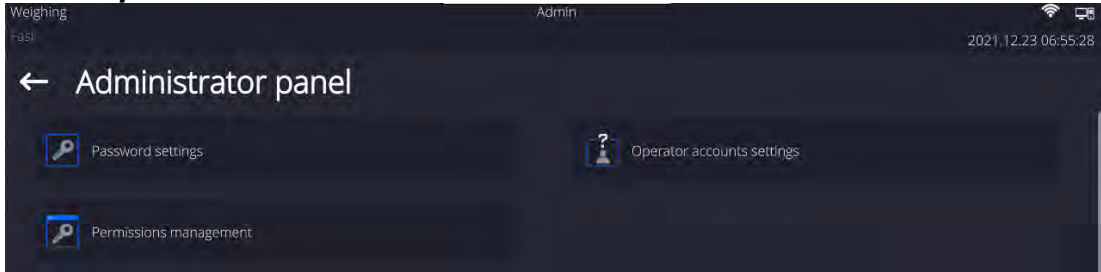 Weighing
Admin
Fast
2021.12.23 06:55:28
← Administrator panel
Password settings
Operator accounts settings
Permissions management